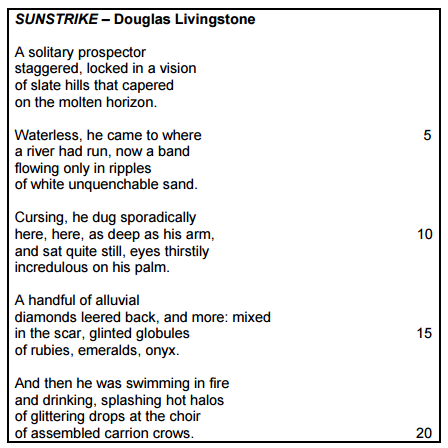 SUNSTRIKE – Douglas Livingstone
A solitary prospector
staggered, locked in a vision
of slate hills that capered
on the molten horizon.
Waterless, he came to where 5
a river had run, now a band
flowing only in ripples
of white unquenchable sand.
Cursing, he dug sporadically
here, here, as deep as his arm, 10
and sat quite still, eyes thirstily
incredulous on his palm.
A handful of alluvial
diamonds leered back, and more: mixed
in the scar, glinted globules 15
of rubies, emeralds, onyx.
And then he was swimming in fire
and drinking, splashing hot halos
of glittering drops at the choir
of assembled carrion crows. 20